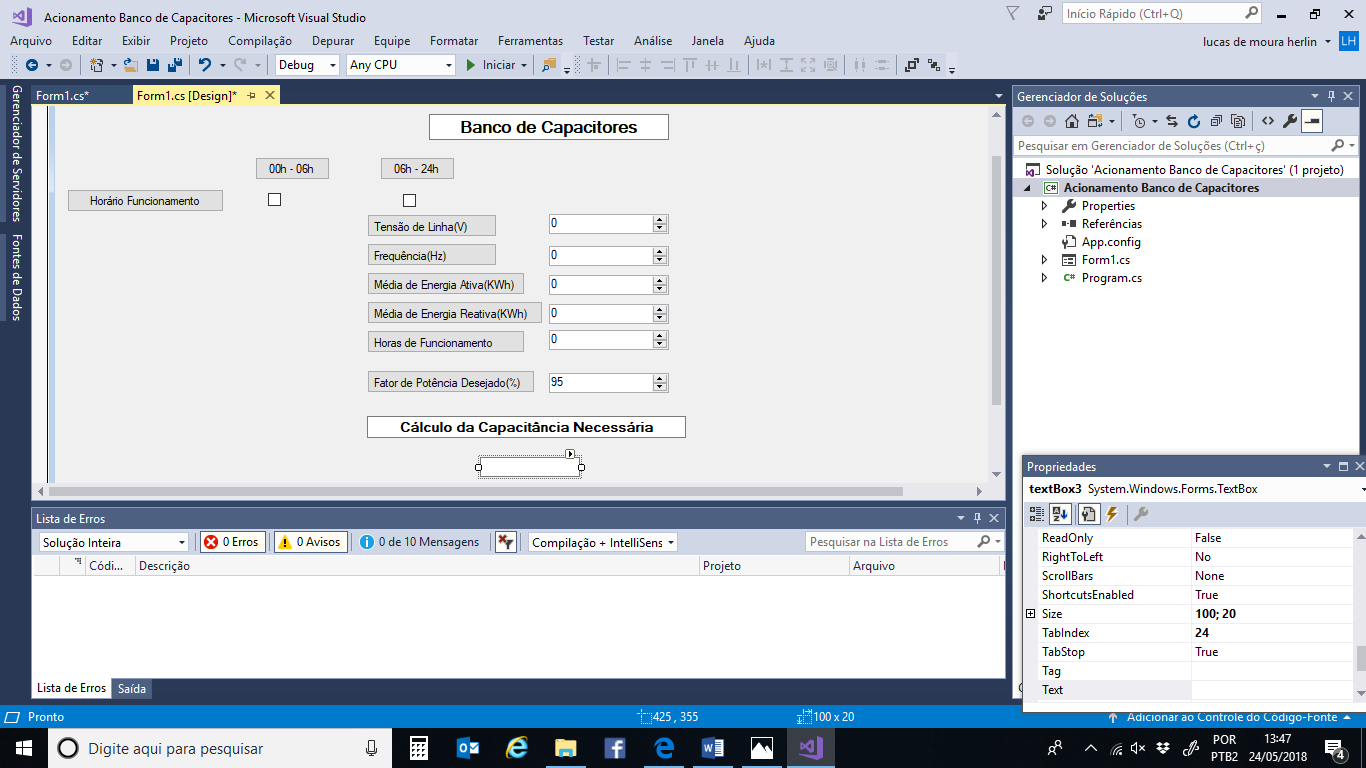 Acionamento Banco de Capacitores - Microsoft Visual Studio
Início Rápido (Ctrl+Q)
Arquivo Editar Exibir Projeto Compilação Depurar Equipe Formatar Ferramentas Testar Análise Janela Ajuda
lucas de moura herlin LH
Debug Any CPU Iniciar
Gerenciador de Servidores
Fontes de Dados
Form1.cs* Form1.cs [Design]*
Banco de Capacitores
00h - 06h 06h - 24h
Horário Funcionamento
Tensão de Linha(V) 0
Frequência(Hz) 0
Média de Energia Ativa(KWh) 0
Média de Energia Reativa(KWh) 0
Horas de Funcionamento 0
Fator de Potência Desejado(%) 95
Cálculo da Capacitância Necessária
Gerenciador de Soluções
Pesquisar em Gerenciador de Soluções (Ctrl+ç)
Solução 'Acionamento Banco de Capacitores' (1 projeto)
C# Acionamento Banco de Capacitores
Properties
Referências
App.config
Form1.cs
C# Program.cs
Propriedades
textBox3 System.Windows.Forms.TextBox
ReadOnly False
RightToLeft No
ScrollBars None
ShortcutsEnabled True
Size 100; 20
TabIndex 24
TabStop True
Tag
Text
Lista de Erros
Solução Inteira 0 Erros 0 Avisos 0 de 10 Mensagens Compilação + IntelliSens Pesquisar na Lista de Erros
Códi... Descrição Projeto Arquivo
Lista de Erros Saída
Pronto 425 , 355 100 x 20 Adicionar ao Controle do Código-Fonte
Digite aqui para pesquisar
POR
PTB2
13:47
24/05/2018
4